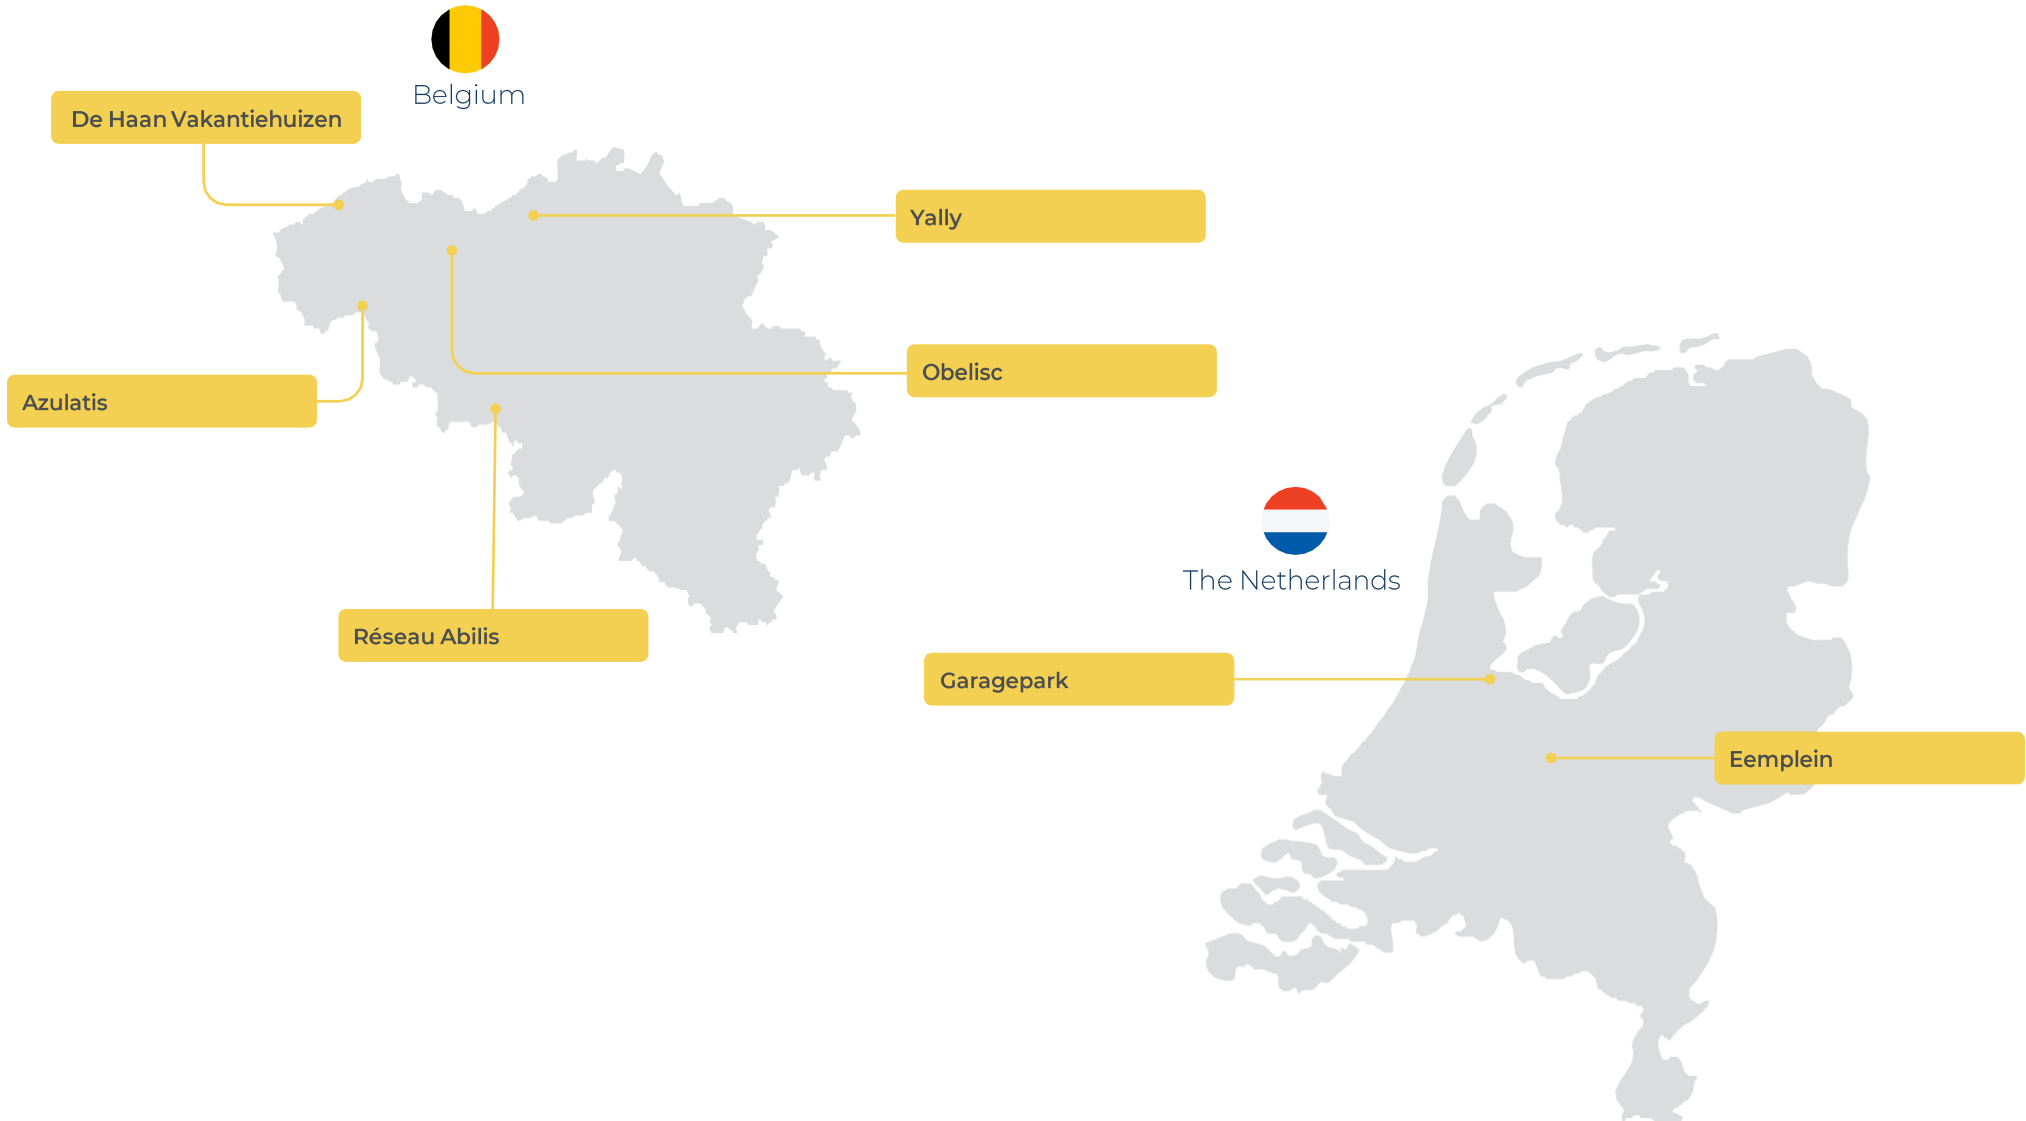 Belgium
De Haan Vakantiehuizen
Yally
Obelisc
Azulatis
Réseau Abilis
The Netherlands
Garagepark
Eemplein